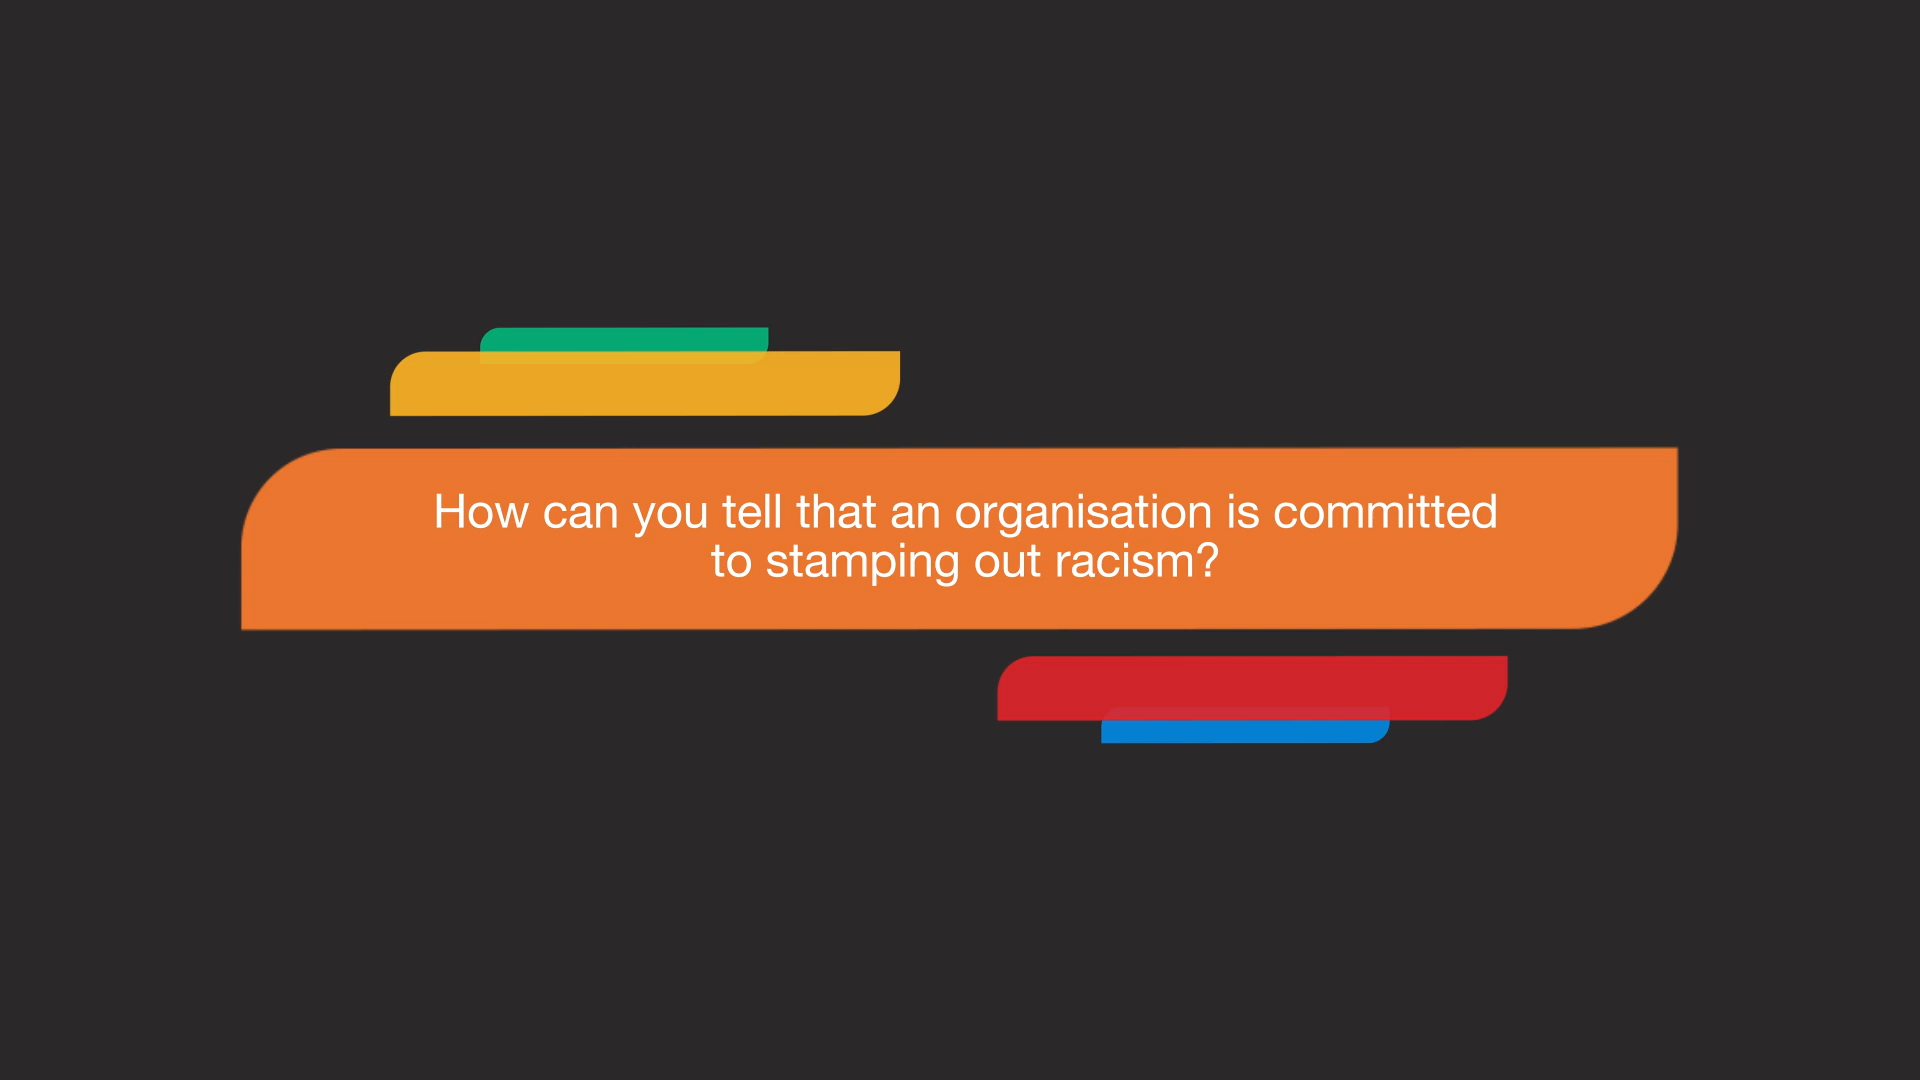 How can you tell that an organisation is committed
to stamping out racism?